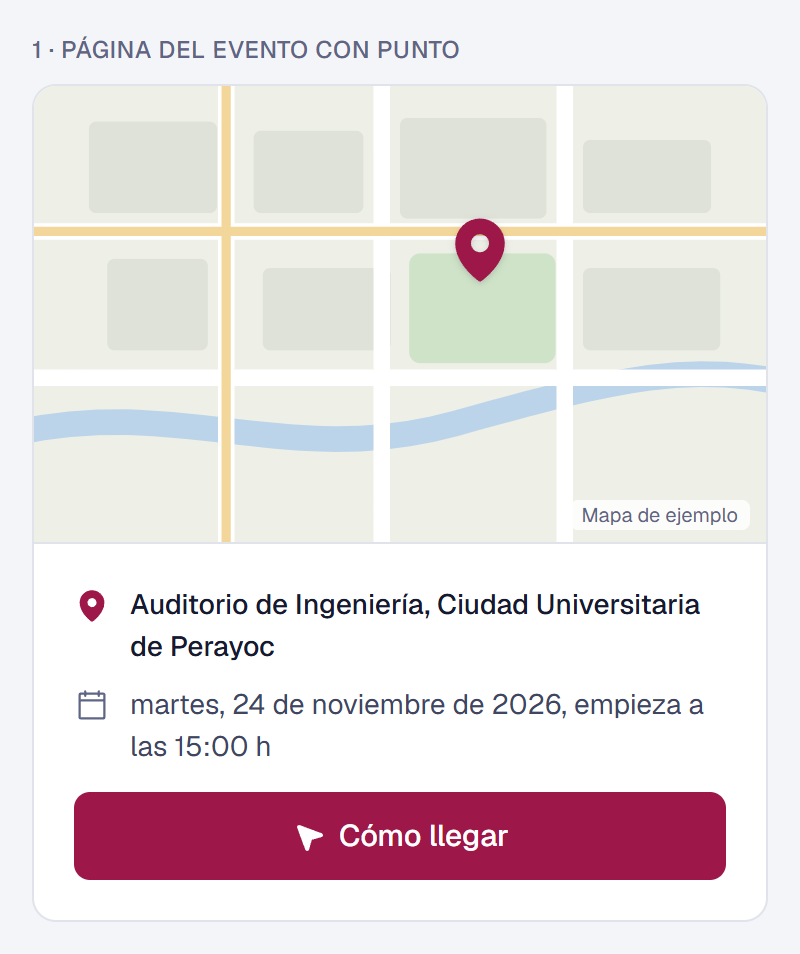 1 · PÁGINA DEL EVENTO CON PUNTO
Mapa de ejemplo
Auditorio de Ingeniería, Ciudad Universitaria
de Perayoc
martes, 24 de noviembre de 2026, empieza a
las 15:00 h
Cómo llegar